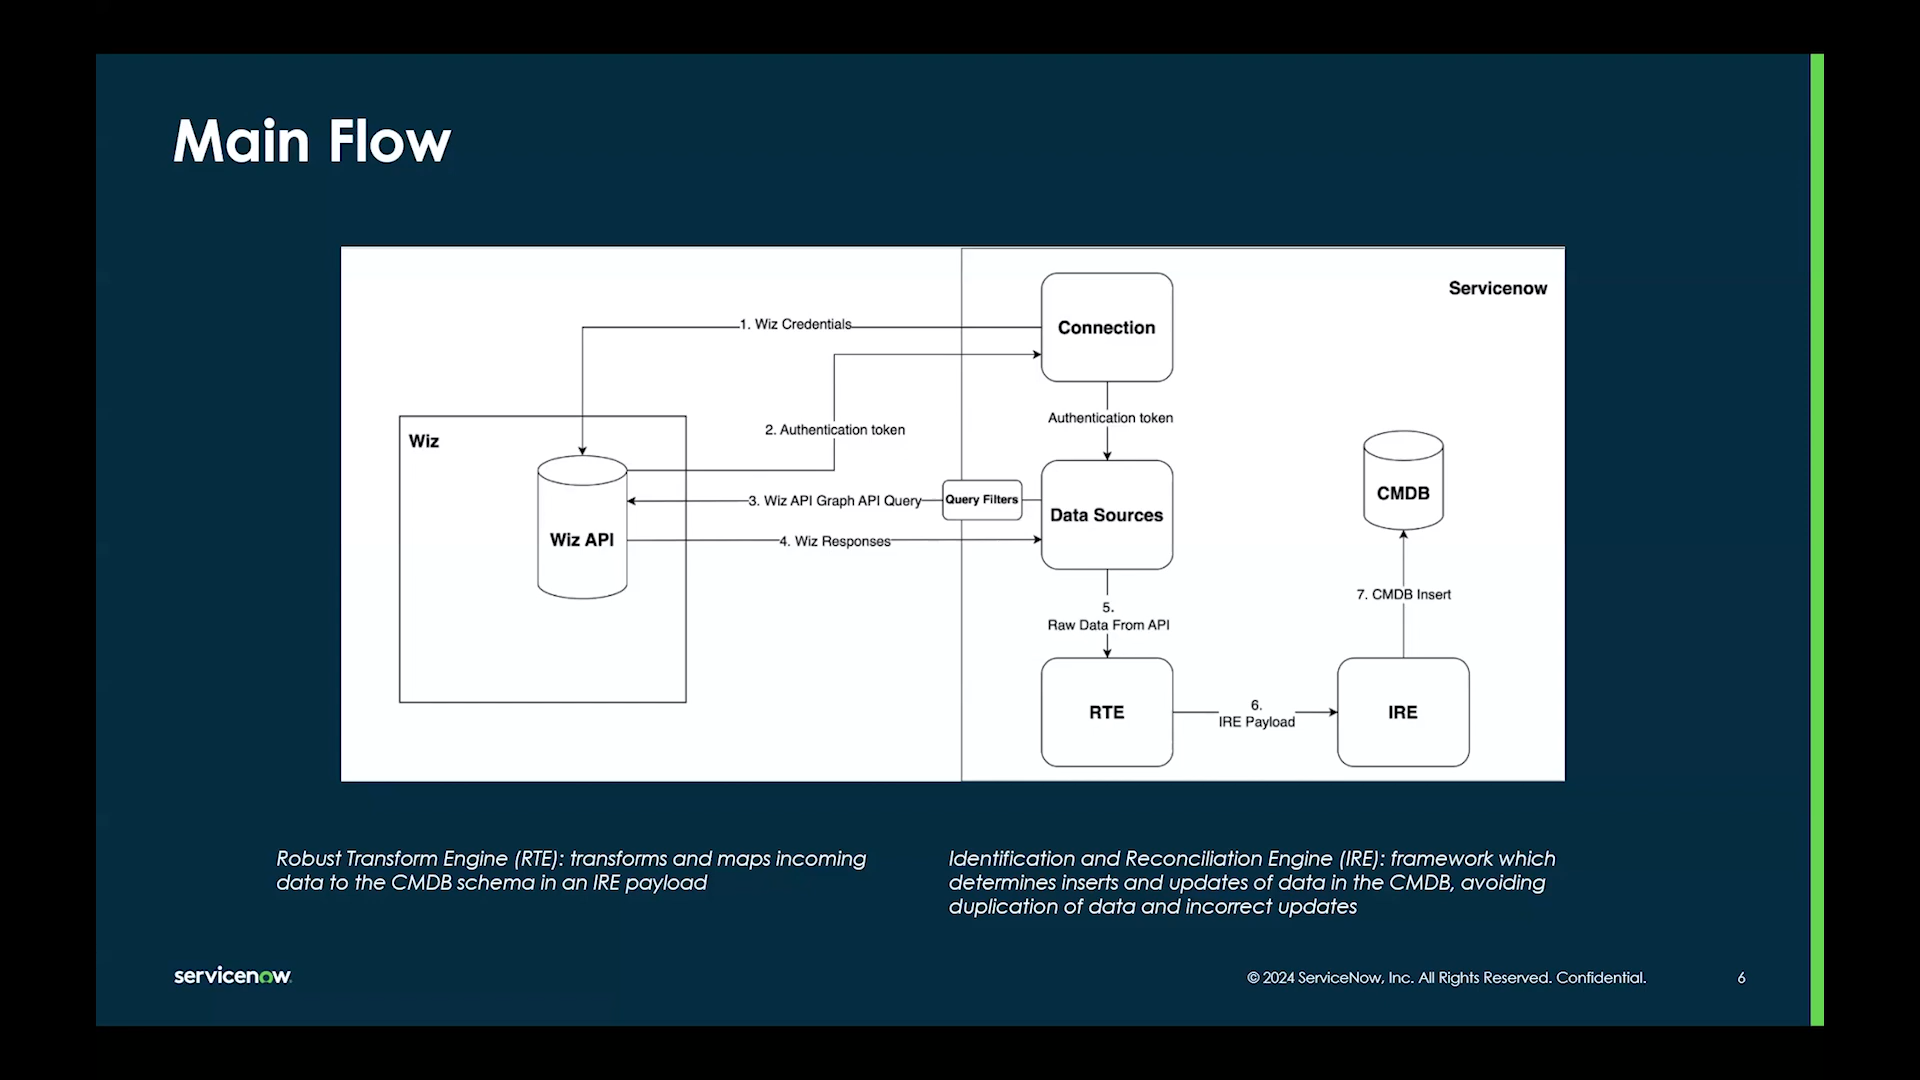 Main Flow
Servicenow
Connection
1. Wiz Credentials
Authentication token
2. Authentication token
Wiz
CMDB
Query Filters
3. Wiz API Graph API Query
Data Sources
Wiz API
4. Wiz Responses
7. CMDB Insert
5.
Raw Data From API
RTE
6.
IRE Payload
IRE
Robust Transform Engine (RTE): transforms and maps incoming
data to the CMDB schema in an IRE payload
Identification and Reconciliation Engine (IRE): framework which
determines inserts and updates of data in the CMDB, avoiding
duplication of data and incorrect updates
servicenow
© 2024 ServiceNow, Inc. All Rights Reserved. Confidential.
6